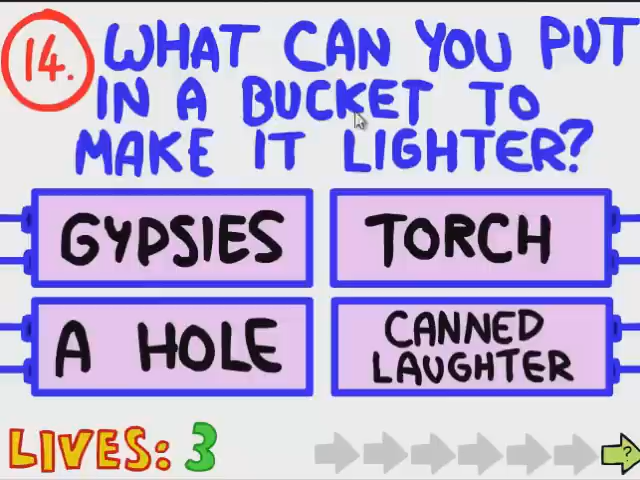 14. WHAT CAN YOU PUT
IN A BUCKET TO
MAKE IT LIGHTER?
GYPSIES
TORCH
A HOLE
CANNED
LAUGHTER
LIVES: 3
?